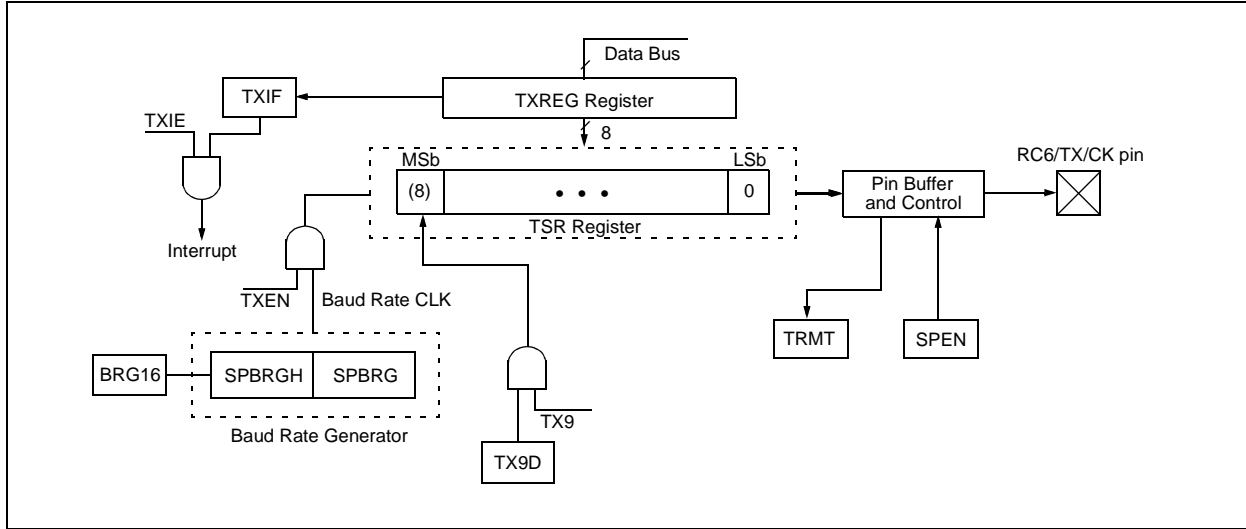 Data Bus
TXIF
TXREG Register
TXIE
8
MSb
LSb
RC6/TX/CK pin
(8)
• • •
0
Pin Buffer
and Control
TSR Register
Interrupt
TXEN
Baud Rate CLK
TRMT
SPEN
BRG16
SPBRGH
SPBRG
TX9
Baud Rate Generator
TX9D